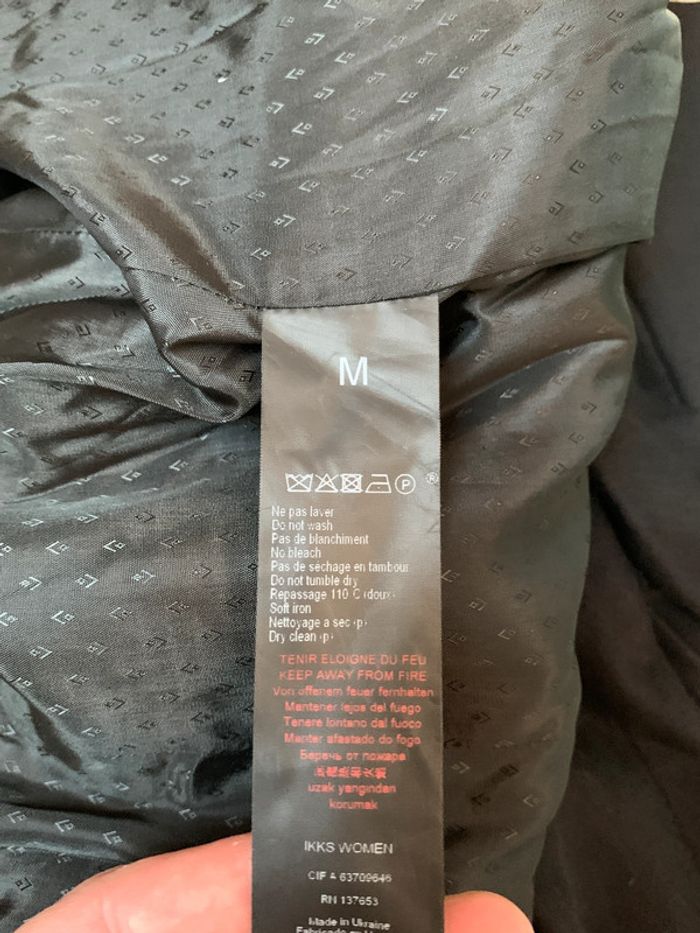 M
P ®
Ne pas laver
Do not wash
Pas de blanchiment
No bleach
Pas de séchage en tambour
Do not tumble dry
Repassage 110 C (doux)
Soft iron
Nettoyage a sec (p)
Dry clean (p)
TENIR ELOIGNE DU FEU
KEEP AWAY FROM FIRE
Von offenem feuer fernhalten
Mantener lejos del fuego
Tenere lontano dal fuoco
Manter afastado do fogo
Беречь от пожара
uzak yangindan
korumak
IKKS WOMEN
CIF A 63709646
RN 137653
Made in Ukraine